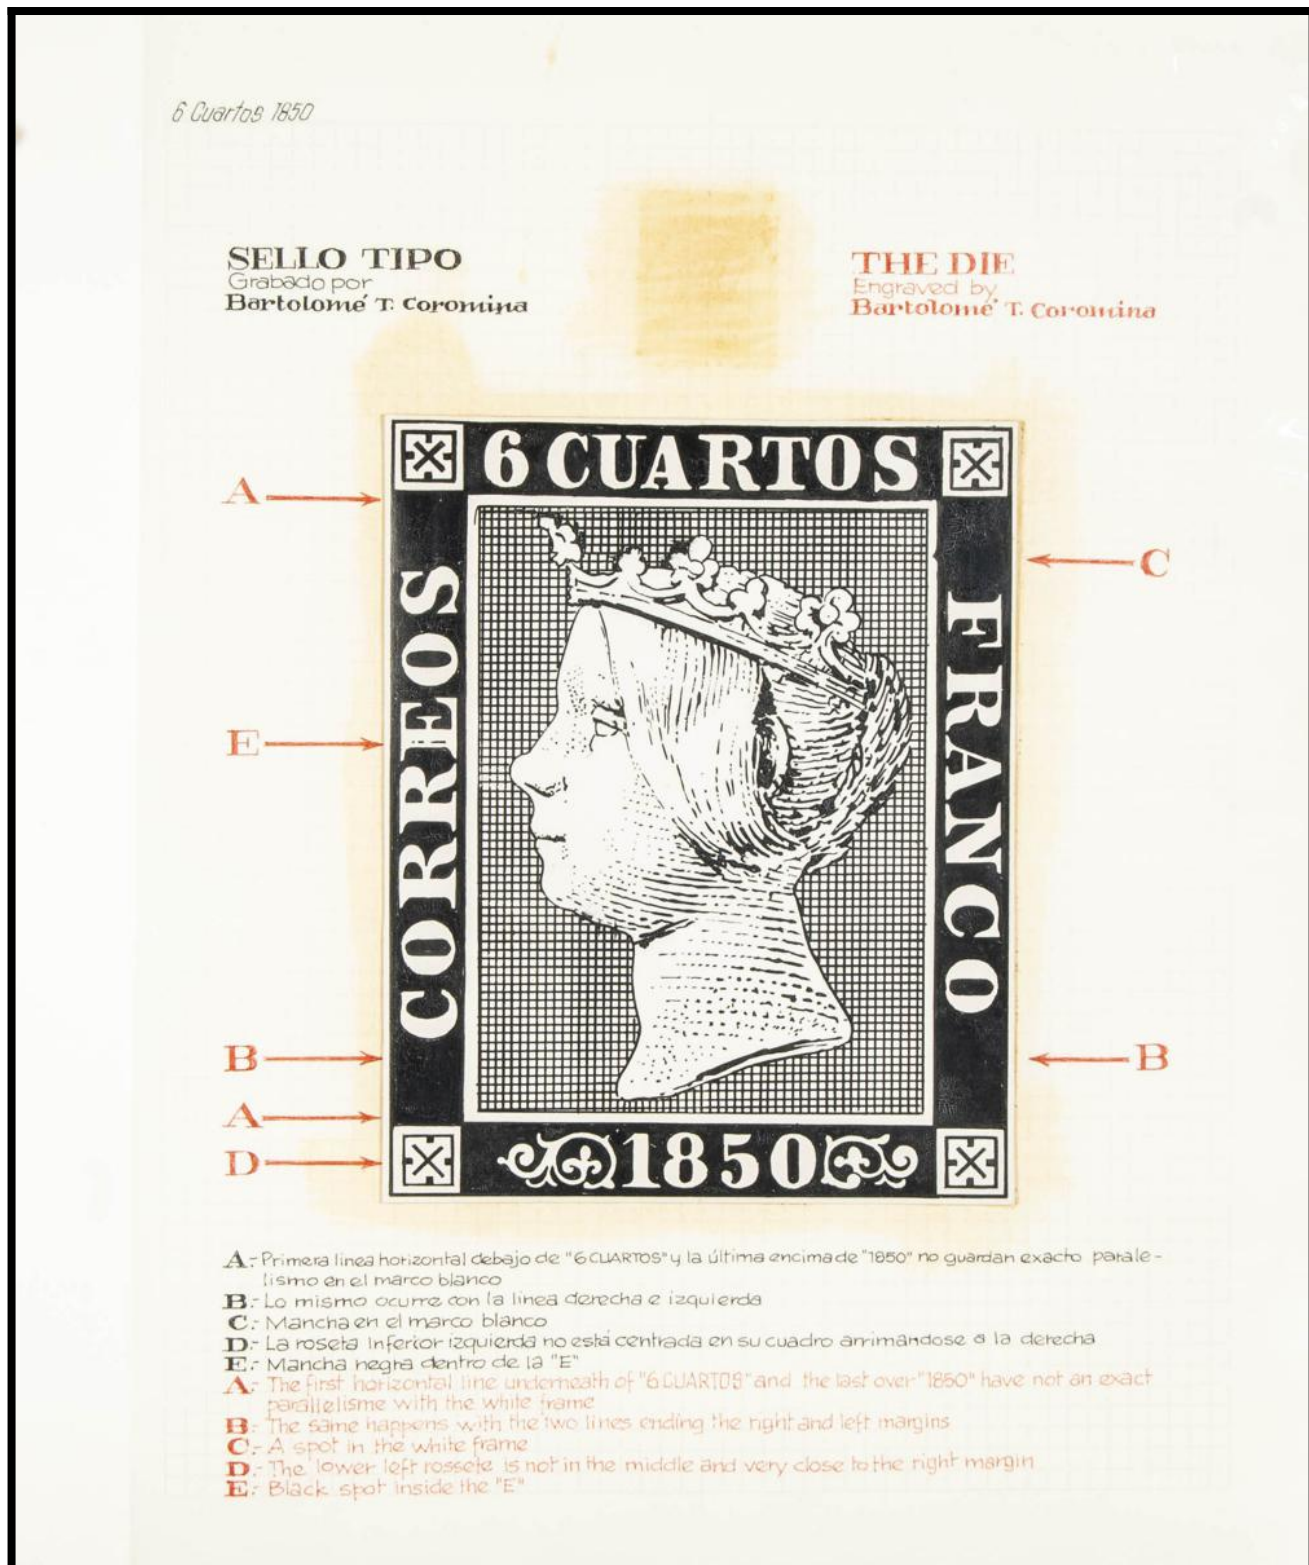 6 Cuartos 1850
SELLO TIPO
Grabado por
Bartolomé T. Coromina
THE DIE
Engraved by
Bartolomé T. Coromina
6 CUARTOS
A
C
CORREOS
FRANCO
E
B
B
A
D
1850
A.- Primera linea horizontal debajo de "6 CUARTOS" y la última encima de "1850" no guardan exacto parale-
lismo en el marco blanco
B.- Lo mismo ocurre con la linea derecha e izquierda
C.- Mancha en el marco blanco
D.- La roseta Inferior izquierda no está centrada en su cuadro arrimándose a la derecha
E.- Mancha negra dentro de la "E"
A.- The first horizontal line underneath of "6 CUARTOS" and the last over "1850" have not an exact
parallelisme with the white frame
B.- The same happens with the two lines ending the right and left margins
C.- A spot in the white frame
D.- The lower left rossete is not in the middle and very close to the right margin
E.- Black spot inside the "E"